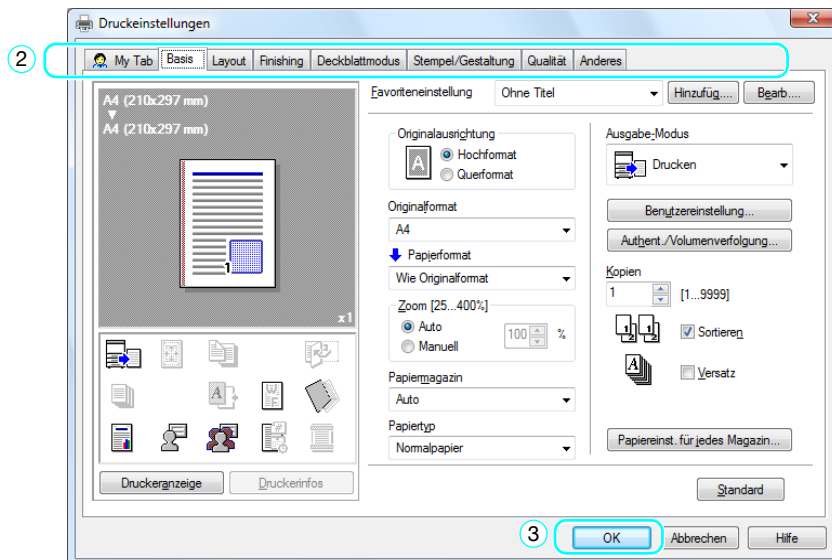 Druckeinstellungen
2
My Tab Basis Layout Finishing Deckblattmodus Stempel/Gestaltung Qualität Anderes
A4 (210x297 mm)
A4 (210x297 mm)
1
x1
Druckeranzeige Druckerinfos
Favoriteneinstellung Ohne Titel Hinzufüg.... Bearb....
Originalausrichtung
A
Hochformat
Querformat
Originalformat
A4
Papierformat
Wie Originalformat
Zoom [25...400%]
Auto
Manuell
100 %
Papiermagazin
Auto
Papiertyp
Normalpapier
Ausgabe-Modus
Drucken
Benutzereinstellung...
Authent./Volumenverfolgung...
Kopien
1 [1...9999]
Sortieren
Versatz
Papiereinst. für jedes Magazin...
Standard
3
OK Abbrechen Hilfe